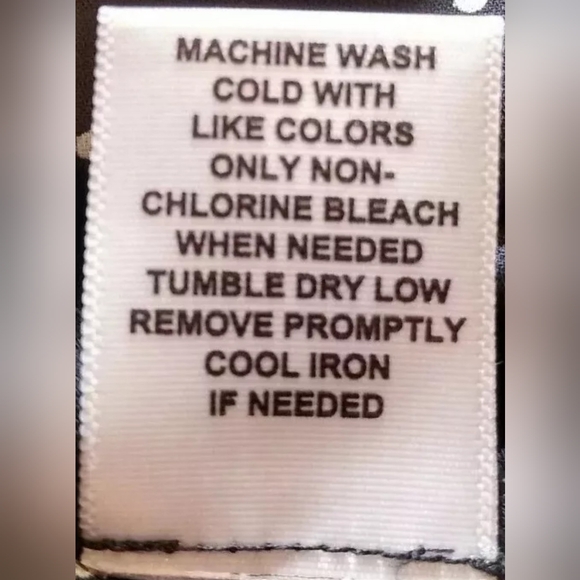 MACHINE WASH
COLD WITH
LIKE COLORS
ONLY NON-
CHLORINE BLEACH
WHEN NEEDED
TUMBLE DRY LOW
REMOVE PROMPTLY
COOL IRON
IF NEEDED